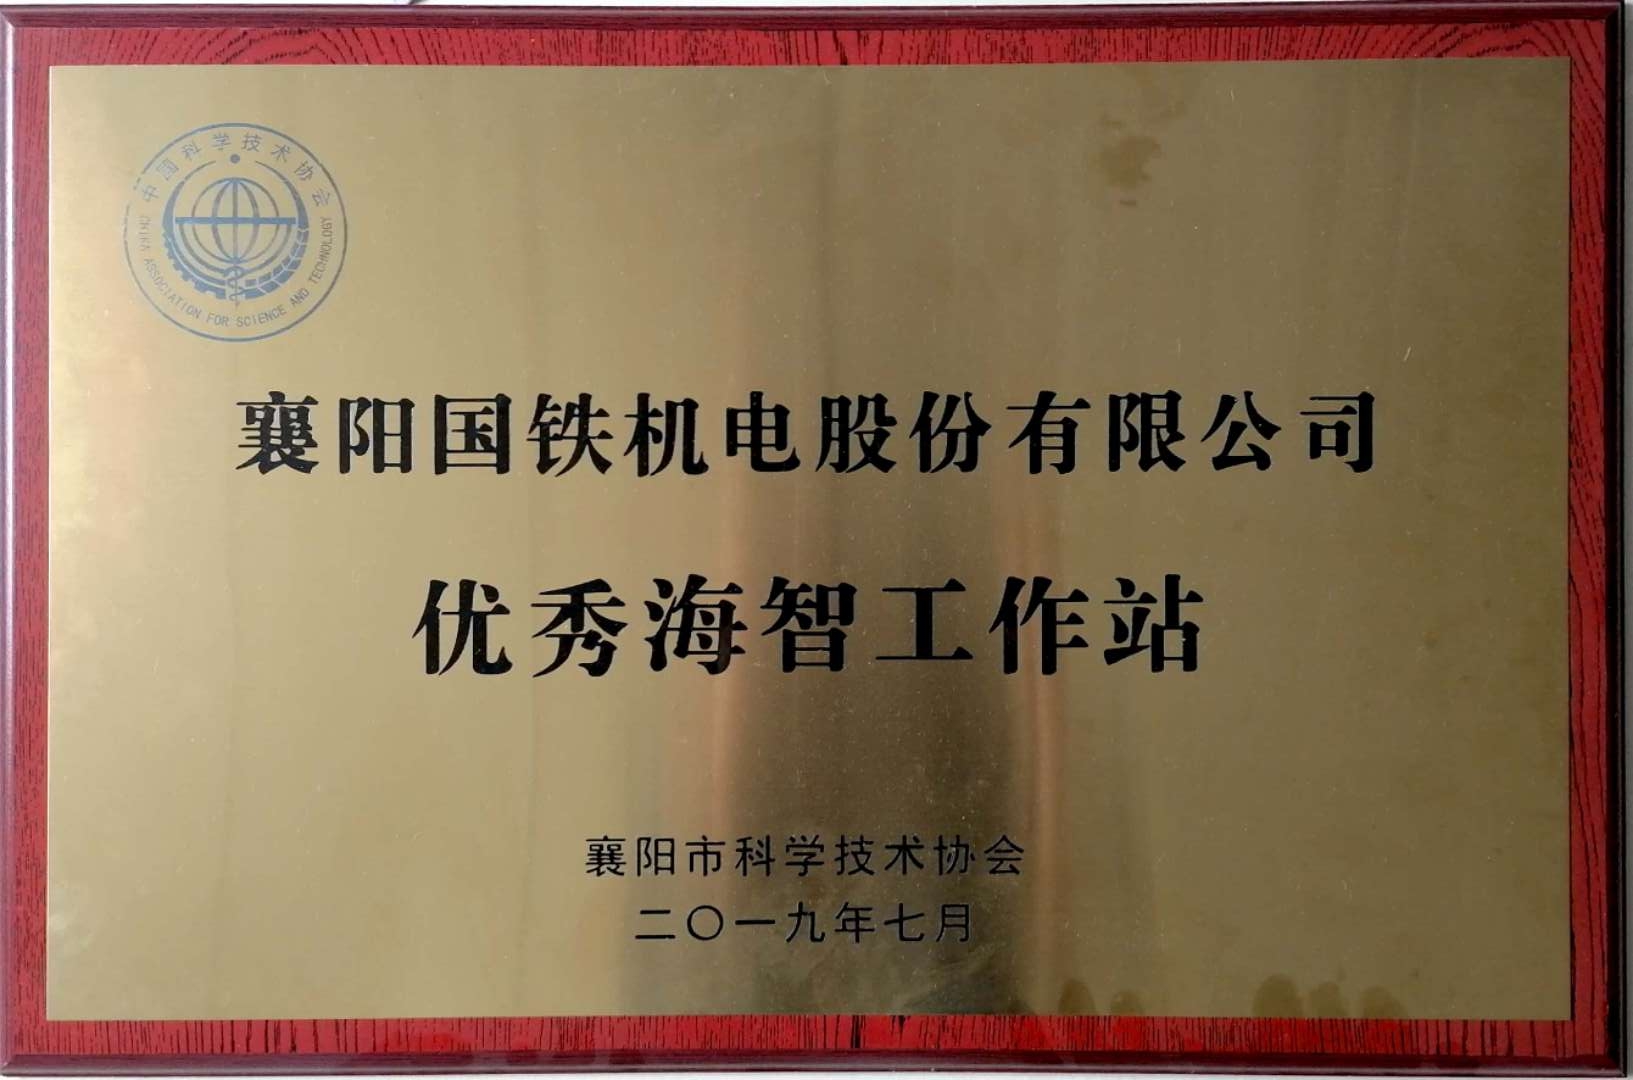 中国科学技术协会
CHINA ASSOCIATION FOR SCIENCE AND TECHNOLOGY
襄阳国铁机电股份有限公司
优秀海智工作站
襄阳市科学技术协会
二〇一九年七月